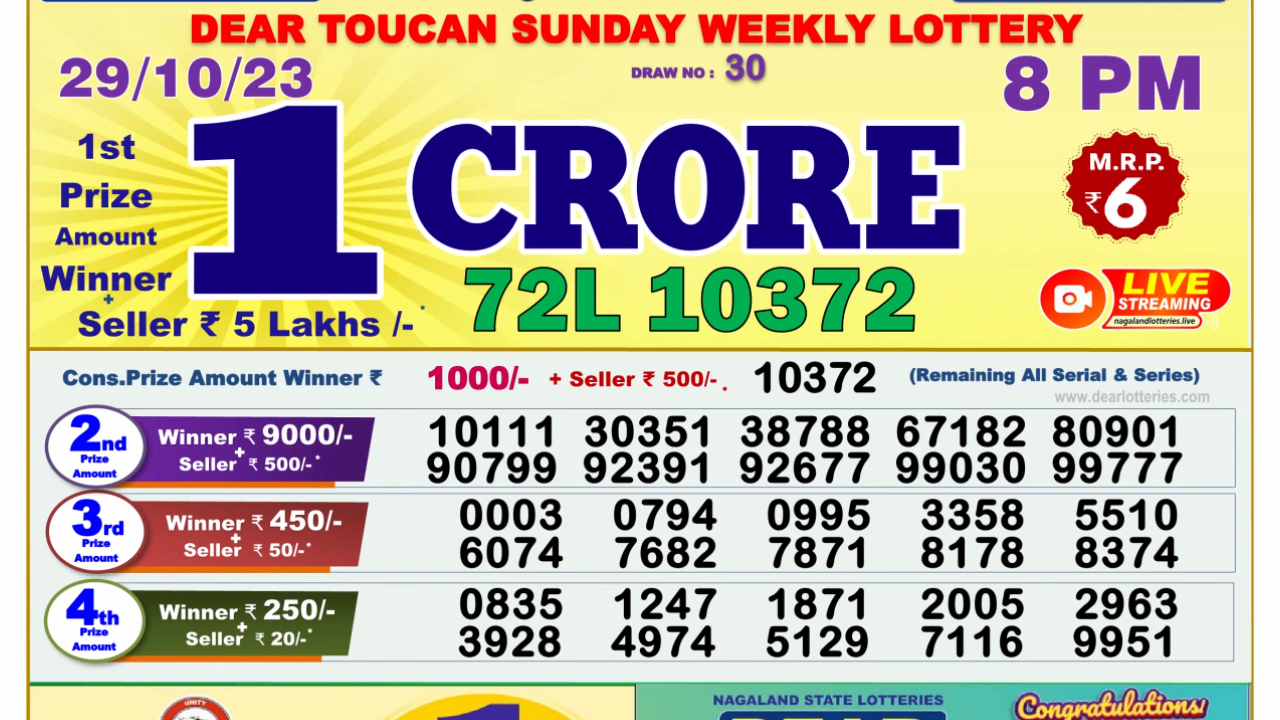 DEAR TOUCAN SUNDAY WEEKLY LOTTERY
29/10/23
DRAW NO : 30
8 PM
1st
Prize
Amount
Winner
+
Seller ₹ 5 Lakhs /- *
1 CRORE
72L 10372
M.R.P.
₹ 6
LIVE
STREAMING
nagalandlotteries.live
Cons.Prize Amount Winner ₹ 1000/- + Seller ₹ 500/- . 10372 (Remaining All Serial & Series)
www.dearlotteries.com
2nd
Prize
Amount
Winner ₹ 9000/-
+
Seller ₹ 500/- *
10111 30351 38788 67182 80901
90799 92391 92677 99030 99777
3rd
Prize
Amount
Winner ₹ 450/-
+
Seller ₹ 50/- *
0003 0794 0995 3358 5510
6074 7682 7871 8178 8374
4th
Prize
Amount
Winner ₹ 250/-
+
Seller ₹ 20/- *
0835 1247 1871 2005 2963
3928 4974 5129 7116 9951
UNITY
NAGALAND STATE LOTTERIES
DEAR
Congratulations!